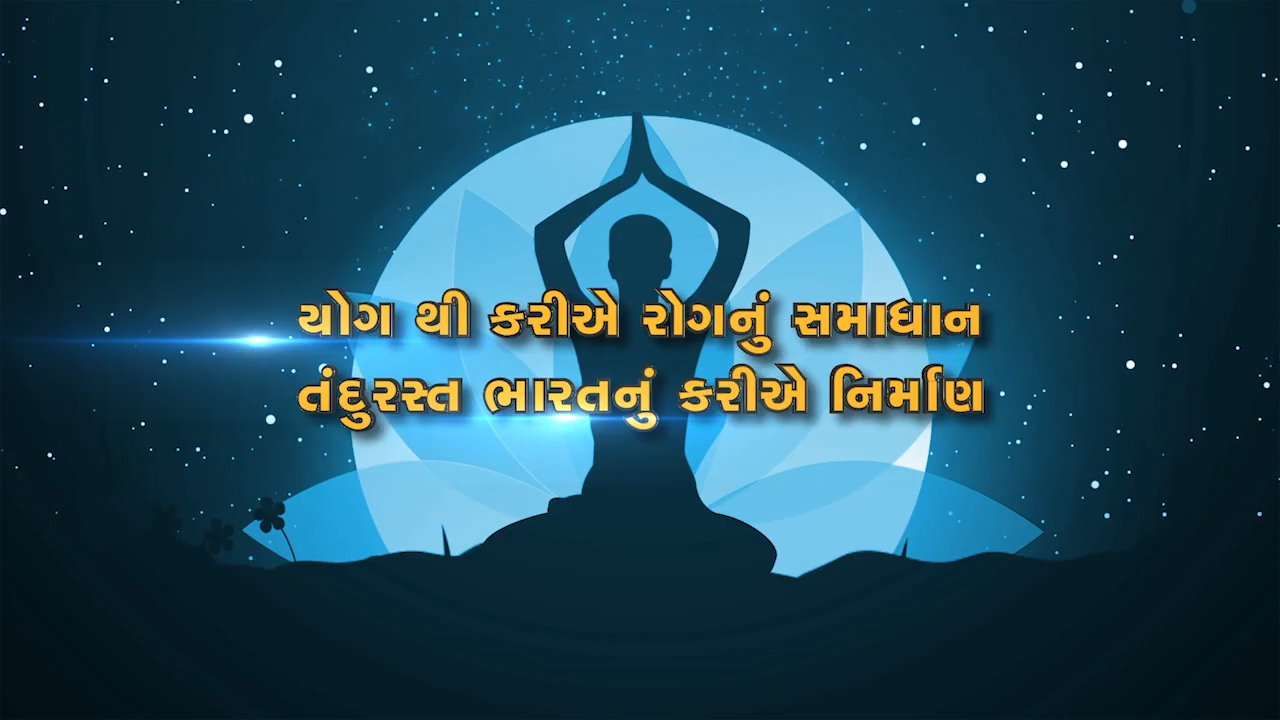 યોગ થી કરીએ રોગનું સમાધાન
તંદુરસ્ત ભારતનું કરીએ નિર્માણ